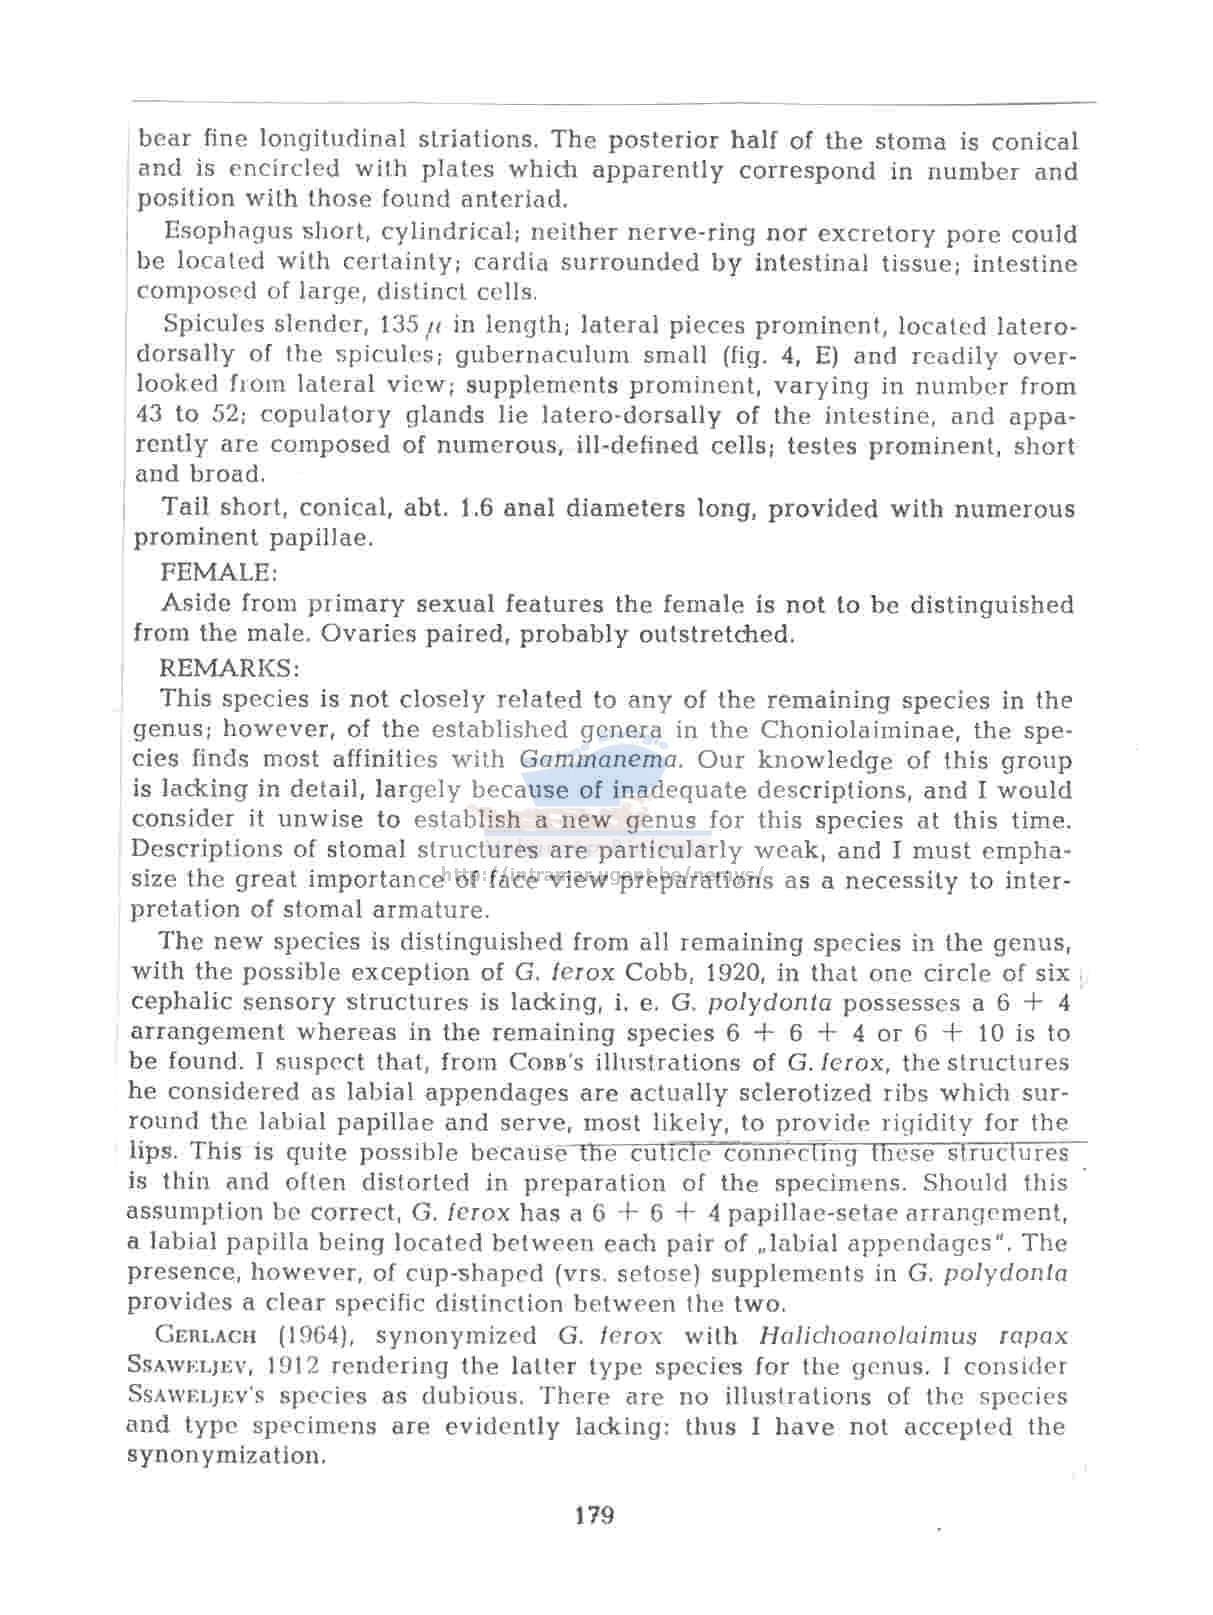 bear fine longitudinal striations. The posterior half of the stoma is conical
and is encircled with plates which apparently correspond in number and
position with those found anteriad.
Esophagus short, cylindrical; neither nerve-ring nor excretory pore could
be located with certainty; cardia surrounded by intestinal tissue; intestine
composed of large, distinct cells.
Spicules slender, 135 μ in length; lateral pieces prominent, located latero-
dorsally of the spicules; gubernaculum small (fig. 4, E) and readily over-
looked from lateral view; supplements prominent, varying in number from
43 to 52; copulatory glands lie latero-dorsally of the intestine, and appa-
rently are composed of numerous, ill-defined cells; testes prominent, short
and broad.
Tail short, conical, abt. 1.6 anal diameters long, provided with numerous
prominent papillae.
FEMALE:
Aside from primary sexual features the female is not to be distinguished
from the male. Ovaries paired, probably outstretched.
REMARKS:
This species is not closely related to any of the remaining species in the
genus; however, of the established genera in the Choniolaiminae, the spe-
cies finds most affinities with Gammanema. Our knowledge of this group
is lacking in detail, largely because of inadequate descriptions, and I would
consider it unwise to establish a new genus for this species at this time.
Descriptions of stomal structures are particularly weak, and I must empha-
size the great importance of face view preparations as a necessity to inter-
http://intramar.ugent.be/nemys/
pretation of stomal armature.
The new species is distinguished from all remaining species in the genus,
with the possible exception of G. ferox Cobb, 1920, in that one circle of six
cephalic sensory structures is lacking, i. e. G. polydonta possesses a 6 + 4
arrangement whereas in the remaining species 6 + 6 + 4 or 6 + 10 is to
be found. I suspect that, from COBB's illustrations of G. ferox, the structures
he considered as labial appendages are actually sclerotized ribs which sur-
round the labial papillae and serve, most likely, to provide rigidity for the
lips. This is quite possible because the cuticle connecting these structures
is thin and often distorted in preparation of the specimens. Should this
assumption be correct, G. ferox has a 6 + 6 + 4 papillae-setae arrangement,
a labial papilla being located between each pair of „labial appendages". The
presence, however, of cup-shaped (vrs. setose) supplements in G. polydonta
provides a clear specific distinction between the two.
GERLACH (1964), synonymized G. ferox with Halichoanolaimus rapax
SSAWELJEV, 1912 rendering the latter type species for the genus. I consider
SSAWELJEV's species as dubious. There are no illustrations of the species
and type specimens are evidently lacking: thus I have not accepted the
synonymization.
179